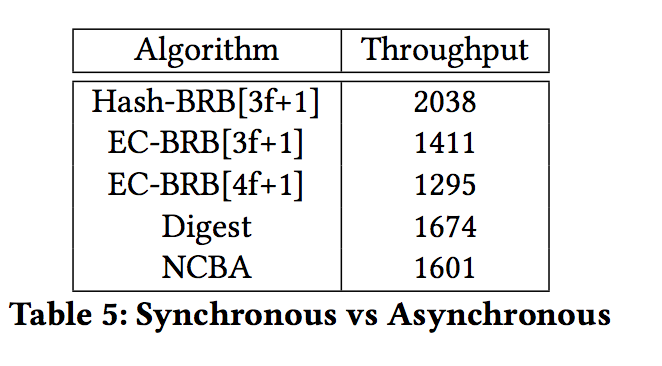 Algorithm Throughput
Hash-BRB[3f+1] 2038
EC-BRB[3f+1] 1411
EC-BRB[4f+1] 1295
Digest 1674
NCBA 1601
Table 5: Synchronous vs Asynchronous